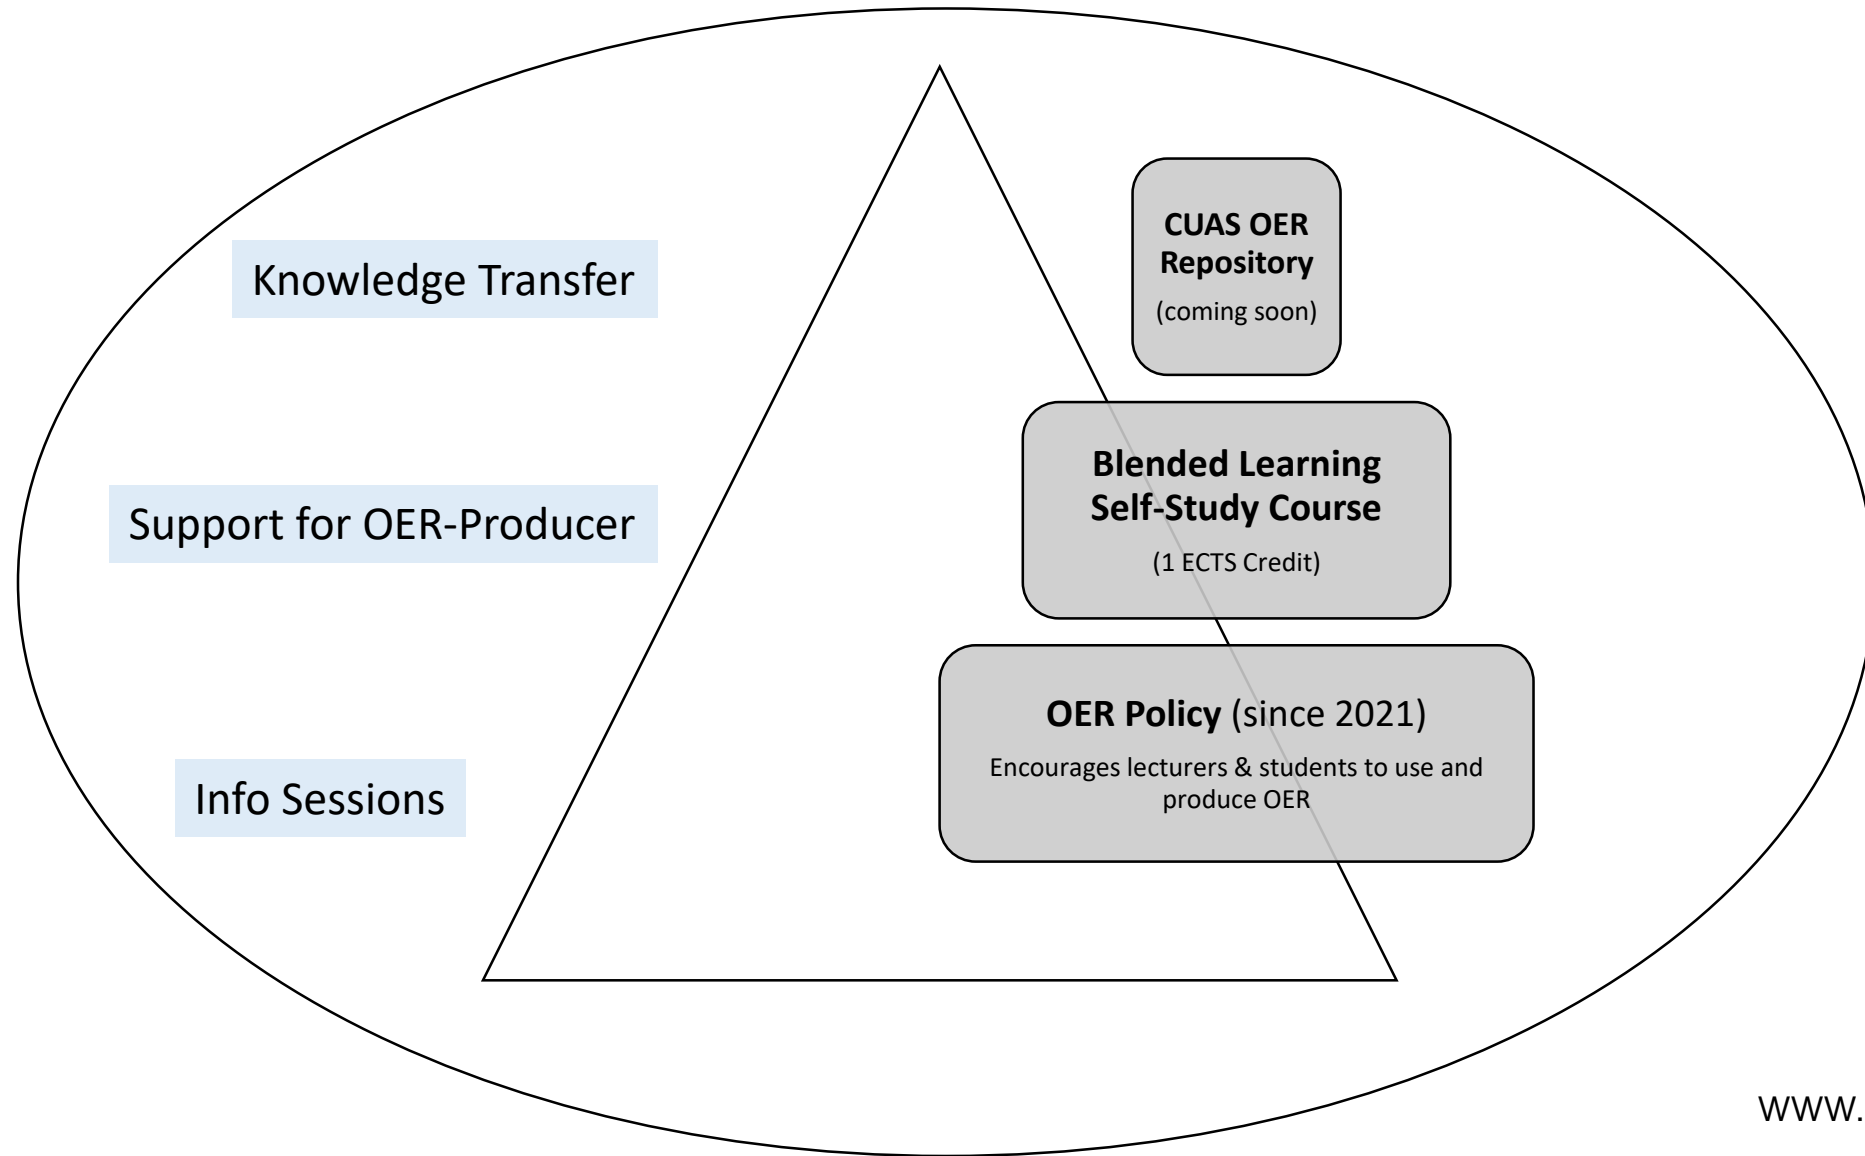 Knowledge Transfer
CUAS OER
Repository
(coming soon)
Support for OER-Producer
Blended Learning
Self-Study Course
(1 ECTS Credit)
Info Sessions
OER Policy (since 2021)
Encourages lecturers & students to use and
produce OER
www.